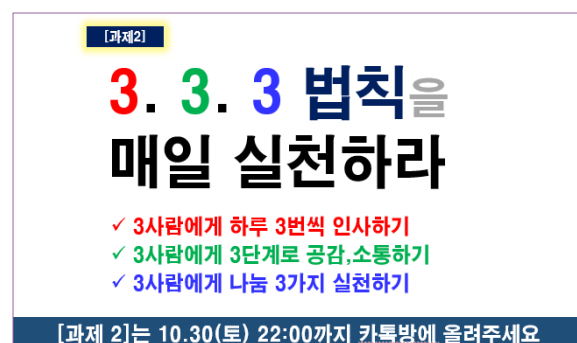 [과제2]
3. 3. 3 법칙을
매일 실천하라
✓ 3사람에게 하루 3번씩 인사하기
✓ 3사람에게 3단계로 공감,소통하기
✓ 3사람에게 나눔 3가지 실천하기
[과제 2]는 10.30(토) 22:00까지 카톡방에 올려주세요